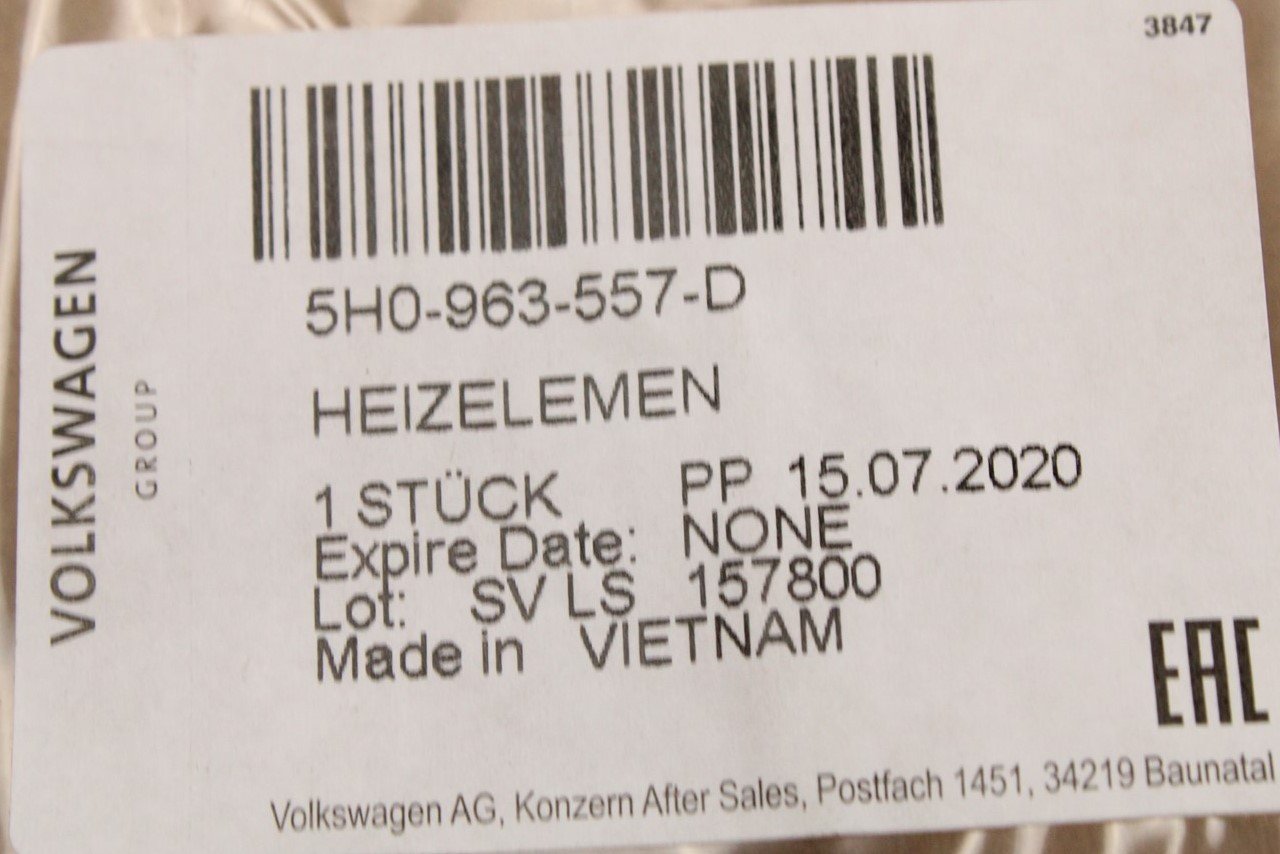 3847
VOLKSWAGEN
GROUP
5H0-963-557-D
HEIZELEMEN
1 STÜCK PP 15.07.2020
Expire Date: NONE
Lot: SV LS 157800
Made in VIETNAM
EAC
Volkswagen AG, Konzern After Sales, Postfach 1451, 34219 Baunatal